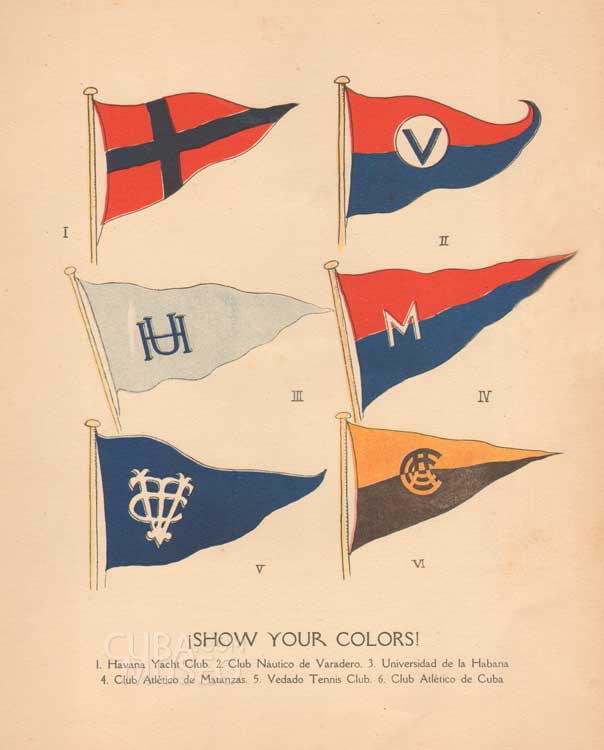 V
I
II
UH
M
III
IV
V
VI
¡SHOW YOUR COLORS!
1. Havana Yacht Club. 2. Club Náutico de Varadero. 3. Universidad de la Habana
4. Club Atlético de Matanzas. 5. Vedado Tennis Club. 6. Club Atlético de Cuba